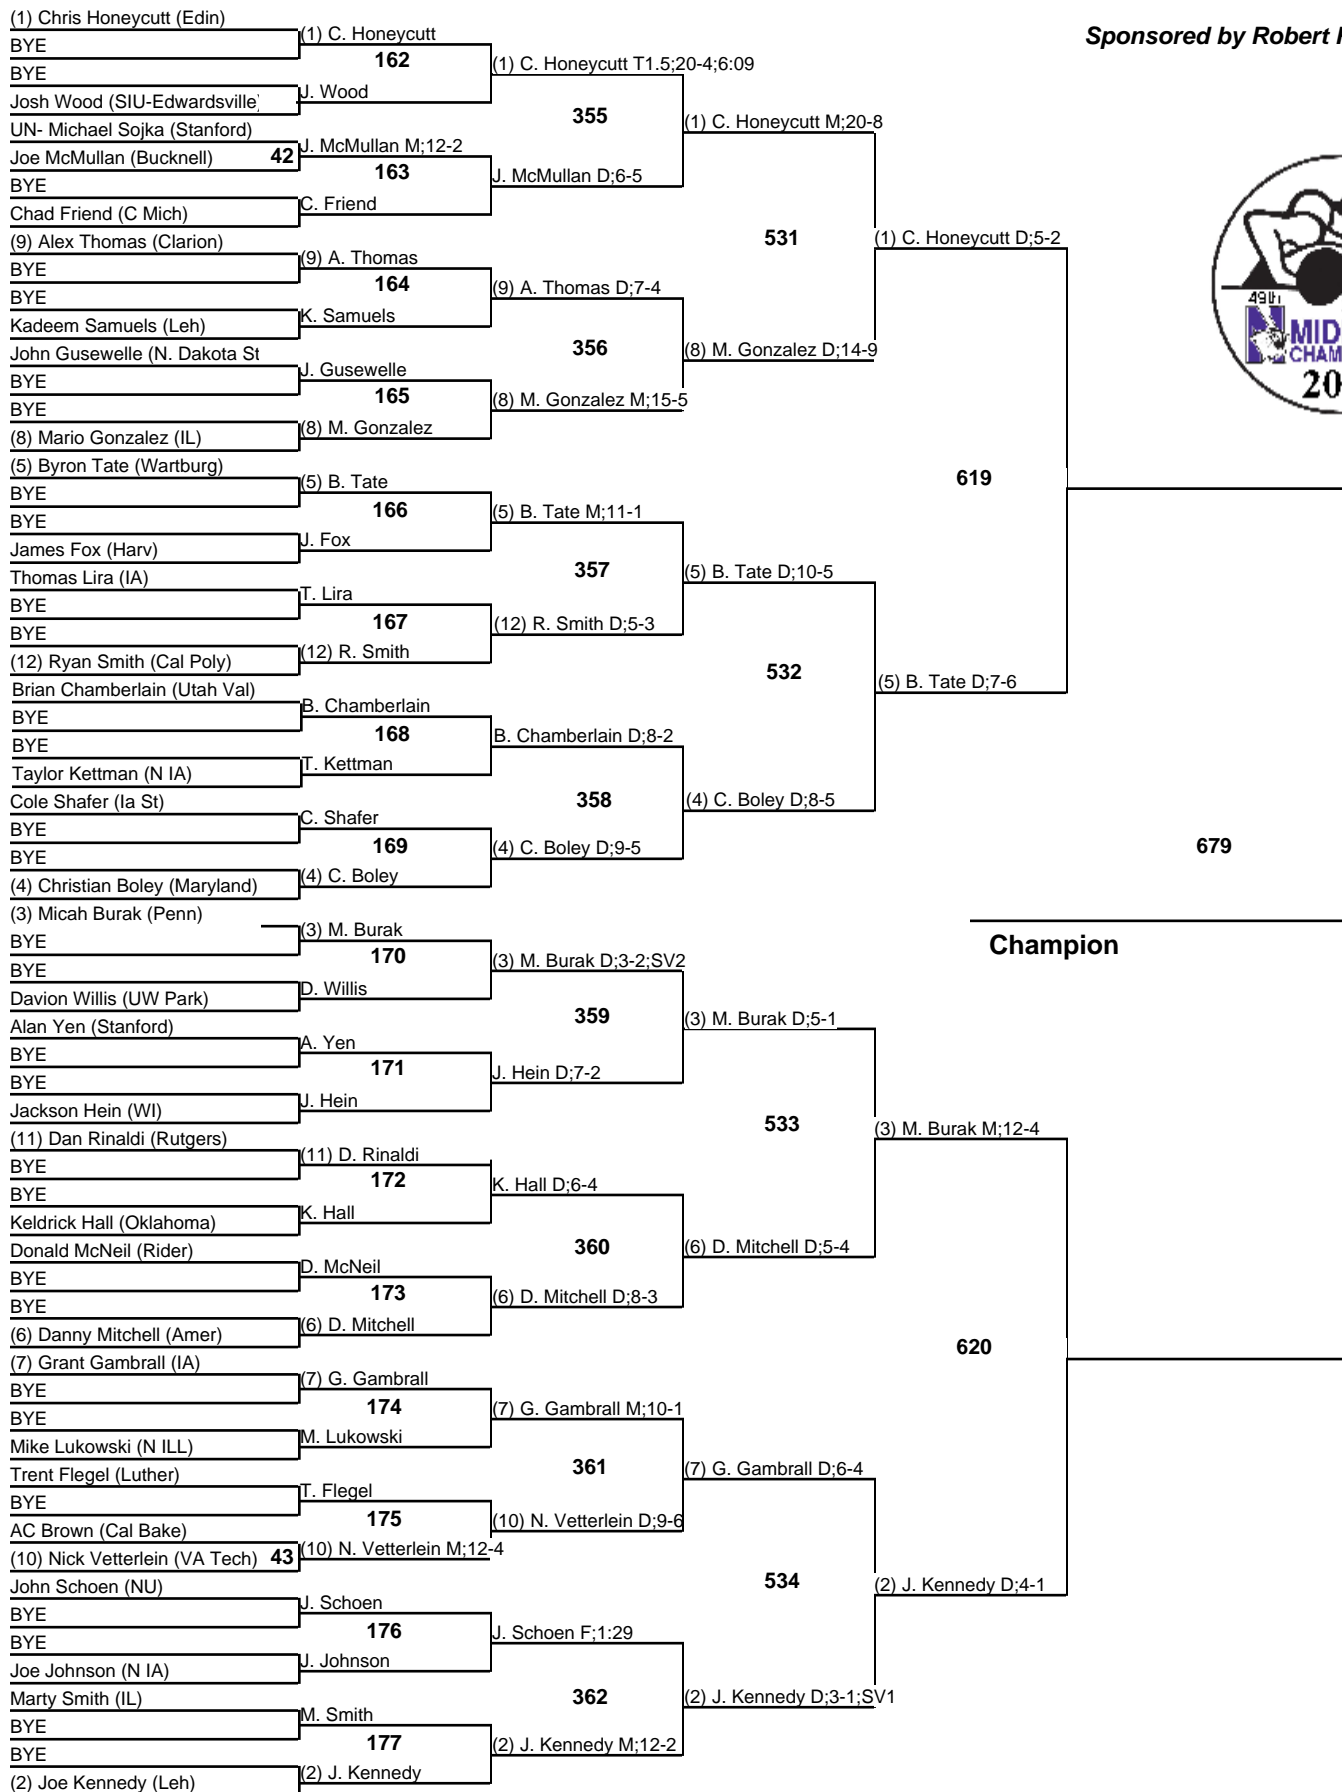 (1) Chris Honeycutt (Edin)
BYE
BYE
Josh Wood (SIU-Edwardsville)
UN- Michael Sojka (Stanford)
Joe McMullan (Bucknell) 42
BYE
Chad Friend (C Mich)
(9) Alex Thomas (Clarion)
BYE
BYE
Kadeem Samuels (Leh)
John Gusewelle (N. Dakota St
BYE
BYE
(8) Mario Gonzalez (IL)
(5) Byron Tate (Wartburg)
BYE
BYE
James Fox (Harv)
Thomas Lira (IA)
BYE
BYE
(12) Ryan Smith (Cal Poly)
Brian Chamberlain (Utah Val)
BYE
BYE
Taylor Kettman (N IA)
Cole Shafer (Ia St)
BYE
BYE
(4) Christian Boley (Maryland)
(3) Micah Burak (Penn)
BYE
BYE
Davion Willis (UW Park)
Alan Yen (Stanford)
BYE
BYE
Jackson Hein (WI)
(11) Dan Rinaldi (Rutgers)
BYE
BYE
Keldrick Hall (Oklahoma)
Donald McNeil (Rider)
BYE
BYE
(6) Danny Mitchell (Amer)
(7) Grant Gambrall (IA)
BYE
BYE
Mike Lukowski (N ILL)
Trent Flegel (Luther)
BYE
AC Brown (Cal Bake)
(10) Nick Vetterlein (VA Tech) 43
John Schoen (NU)
BYE
BYE
Joe Johnson (N IA)
Marty Smith (IL)
BYE
BYE
(2) Joe Kennedy (Leh)
(1) C. Honeycutt
162
J. Wood
J. McMullan M;12-2
163
C. Friend
(9) A. Thomas
164
K. Samuels
J. Gusewelle
165
(8) M. Gonzalez
(5) B. Tate
166
J. Fox
T. Lira
167
(12) R. Smith
B. Chamberlain
168
T. Kettman
C. Shafer
169
(4) C. Boley
(3) M. Burak
170
D. Willis
A. Yen
171
J. Hein
(11) D. Rinaldi
172
K. Hall
D. McNeil
173
(6) D. Mitchell
(7) G. Gambrall
174
M. Lukowski
T. Flegel
175
(10) N. Vetterlein M;12-4
J. Schoen
176
J. Johnson
M. Smith
177
(2) J. Kennedy
(1) C. Honeycutt T1.5;20-4;6:09
355
J. McMullan D;6-5
(9) A. Thomas D;7-4
356
(8) M. Gonzalez M;15-5
(5) B. Tate M;11-1
357
(12) R. Smith D;5-3
B. Chamberlain D;8-2
358
(4) C. Boley D;9-5
(3) M. Burak D;3-2;SV2
359
J. Hein D;7-2
K. Hall D;6-4
360
(6) D. Mitchell D;8-3
(7) G. Gambrall M;10-1
361
(10) N. Vetterlein D;9-6
J. Schoen F;1:29
362
(2) J. Kennedy M;12-2
(1) C. Honeycutt M;20-8
531
(8) M. Gonzalez D;14-9
(5) B. Tate D;10-5
532
(4) C. Boley D;8-5
(3) M. Burak D;5-1
533
(6) D. Mitchell D;5-4
(7) G. Gambrall D;6-4
534
(2) J. Kennedy D;3-1;SV1
(1) C. Honeycutt D;5-2
619
(5) B. Tate D;7-6
(3) M. Burak M;12-4
620
(2) J. Kennedy D;4-1
Sponsored by Robert
49th
MID
CHAM
20
679
Champion